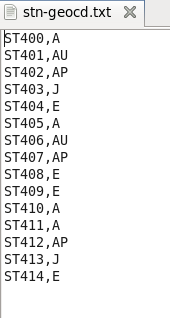 stn-geocd.txt
ST400,A
ST401,AU
ST402,AP
ST403,J
ST404,E
ST405,A
ST406,AU
ST407,AP
ST408,E
ST409,E
ST410,A
ST411,A
ST412,AP
ST413,J
ST414,E